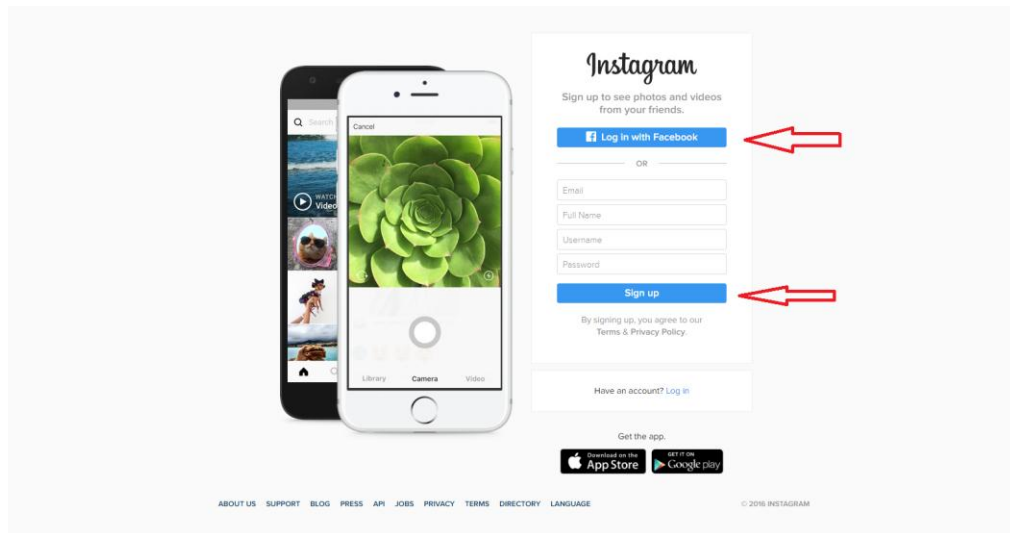 Instagram
Sign up to see photos and videos
from your friends.
Log in with Facebook
OR
Email
Full Name
Username
Password
Sign up
By signing up, you agree to our
Terms & Privacy Policy.
Have an account? Log in
Get the app.
Download on the
App Store
GET IT ON
Google play
Search
WATCH
Video
Cancel
Library Camera Video
ABOUT US SUPPORT BLOG PRESS API JOBS PRIVACY TERMS DIRECTORY LANGUAGE
© 2016 INSTAGRAM